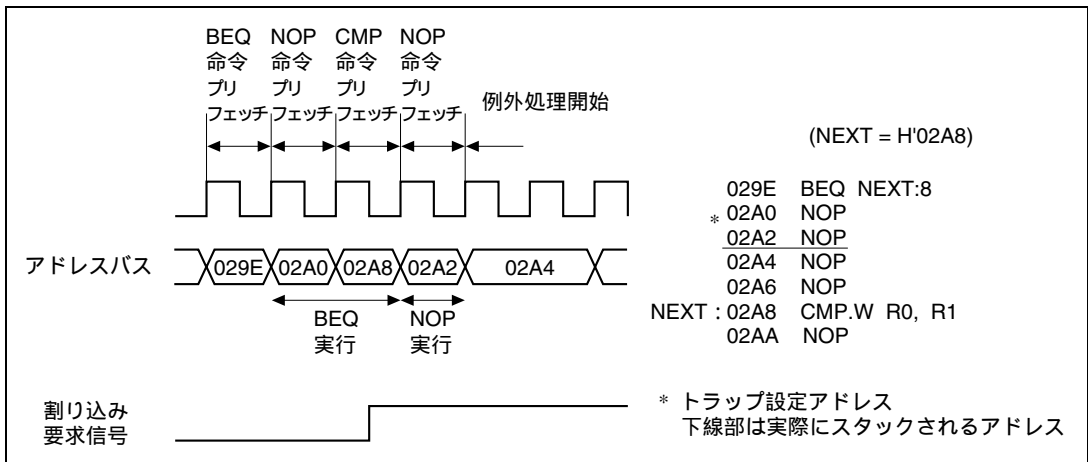 BEQ NOP CMP NOP
命令 命令 命令 命令
プリ プリ プリ プリ
フェッチ フェッチ フェッチ フェッチ
例外処理開始
(NEXT = H'02A8)
029E BEQ NEXT:8
* 02A0 NOP
02A2 NOP
02A4 NOP
02A6 NOP
NEXT : 02A8 CMP.W R0, R1
02AA NOP
アドレスバス
029E 02A0 02A8 02A2 02A4
BEQ NOP
実行 実行
割り込み
要求信号
* トラップ設定アドレス
下線部は実際にスタックされるアドレス